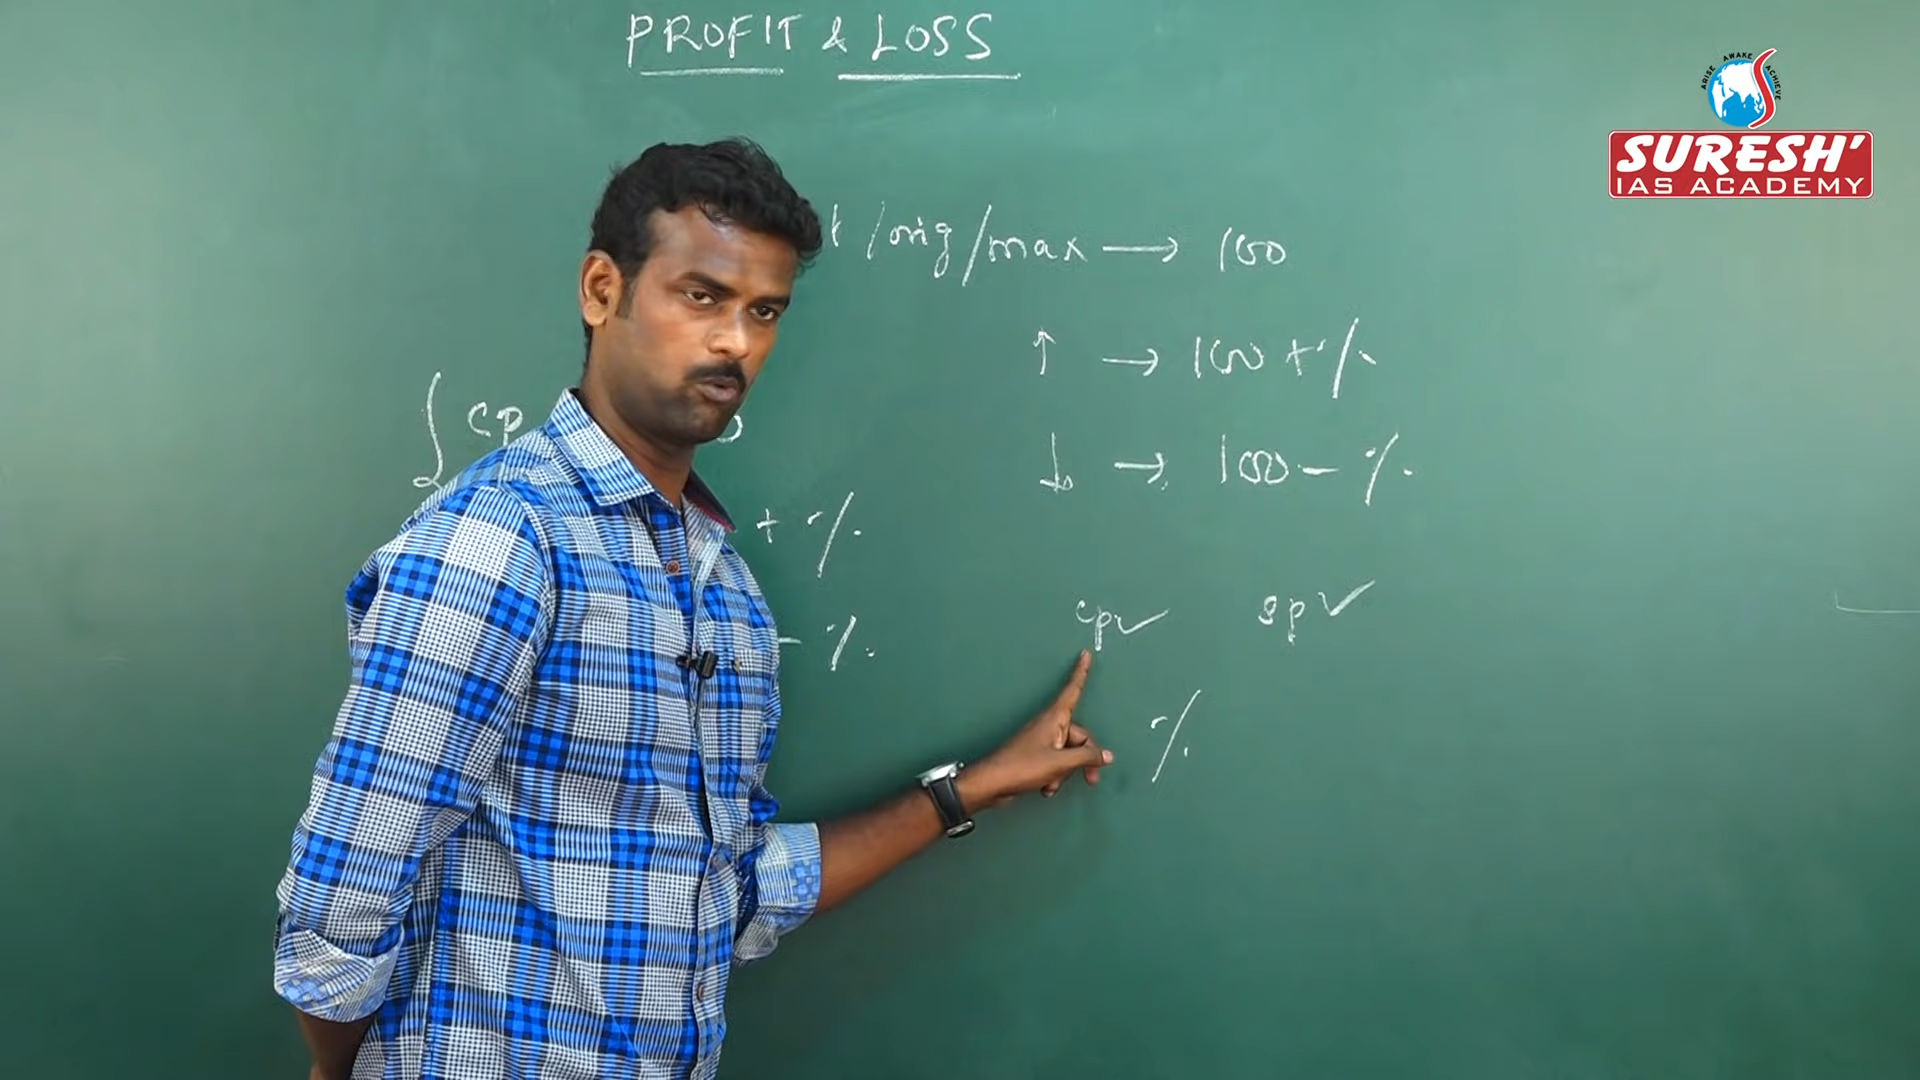 PROFIT & LOSS
ARISE AWAKE ACHIEVE
SURESH'
IAS ACADEMY
/orig/max → 100
↑ → 100 + %
↓ → 100 - %
cp
+ %
- %
cp✓ sp✓
%